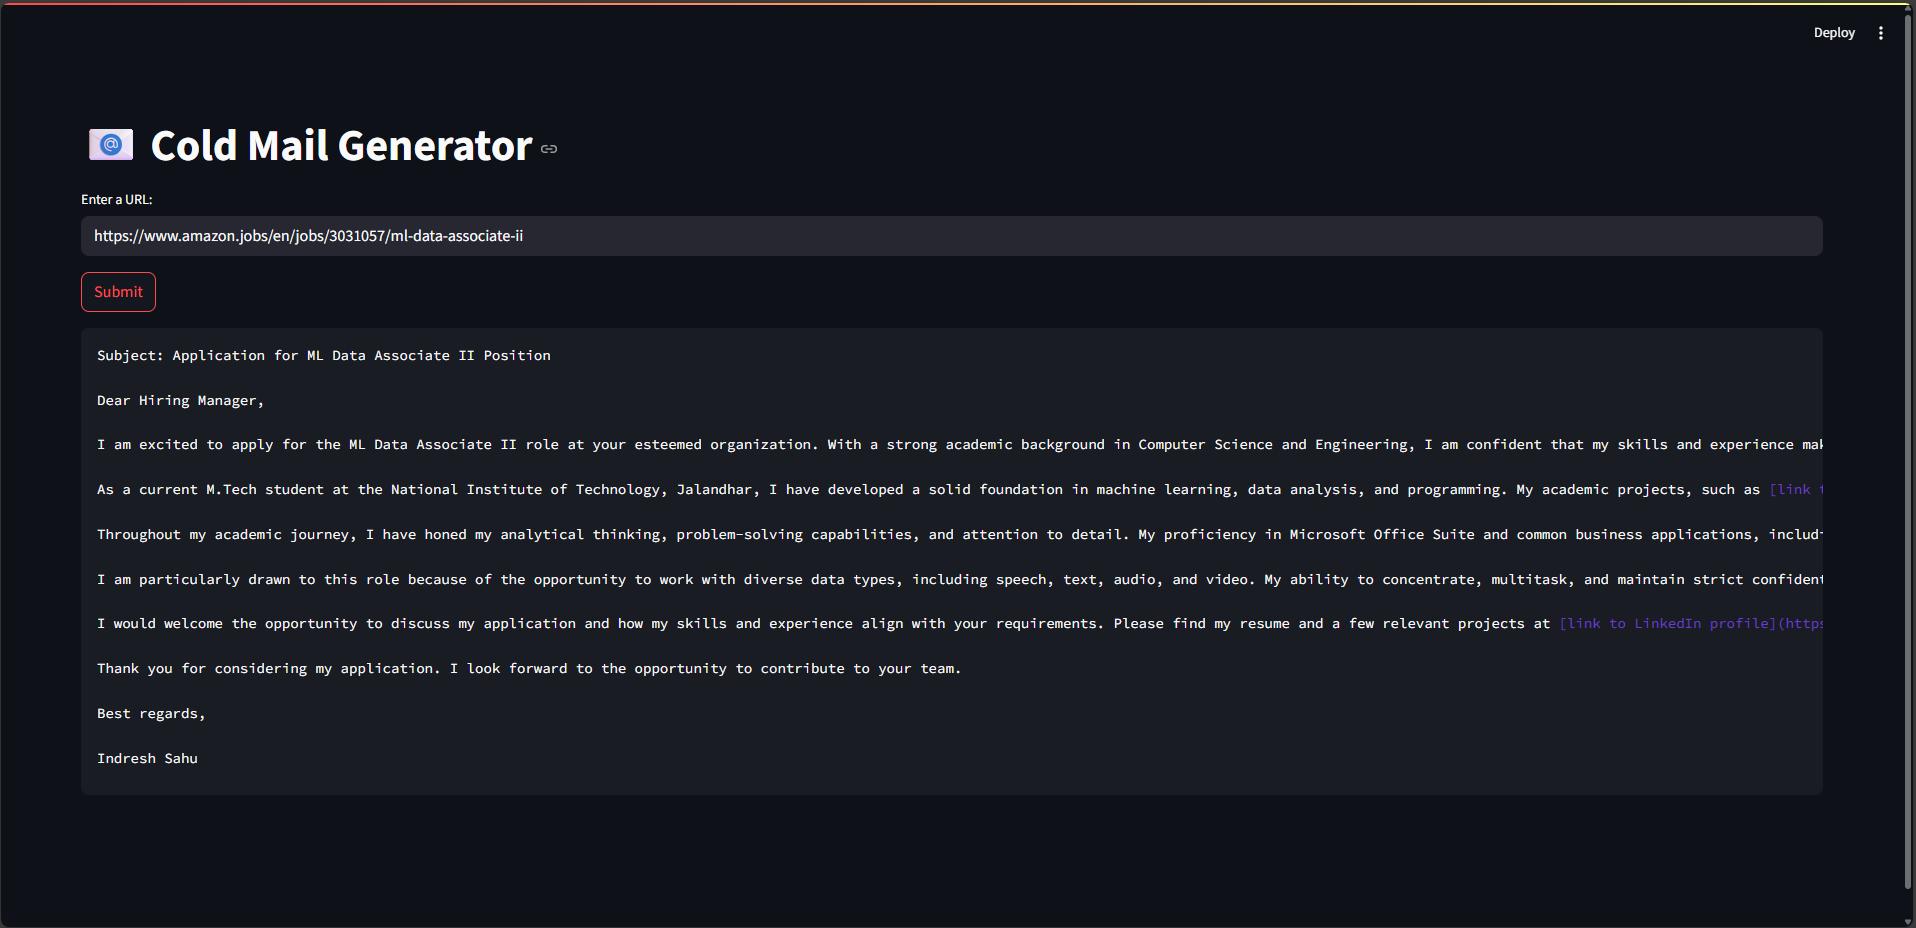 Deploy
Cold Mail Generator
Enter a URL:
https://www.amazon.jobs/en/jobs/3031057/ml-data-associate-ii
Submit
Subject: Application for ML Data Associate II Position
Dear Hiring Manager,
I am excited to apply for the ML Data Associate II role at your esteemed organization. With a strong academic background in Computer Science and Engineering, I am confident that my skills and experience
As a current M.Tech student at the National Institute of Technology, Jalandhar, I have developed a solid foundation in machine learning, data analysis, and programming. My academic projects, such as [link
Throughout my academic journey, I have honed my analytical thinking, problem-solving capabilities, and attention to detail. My proficiency in Microsoft Office Suite and common business applications,
I am particularly drawn to this role because of the opportunity to work with diverse data types, including speech, text, audio, and video. My ability to concentrate, multitask, and maintain strict
I would welcome the opportunity to discuss my application and how my skills and experience align with your requirements. Please find my resume and a few relevant projects at [link to LinkedIn profile](https
Thank you for considering my application. I look forward to the opportunity to contribute to your team.
Best regards,
Indresh Sahu